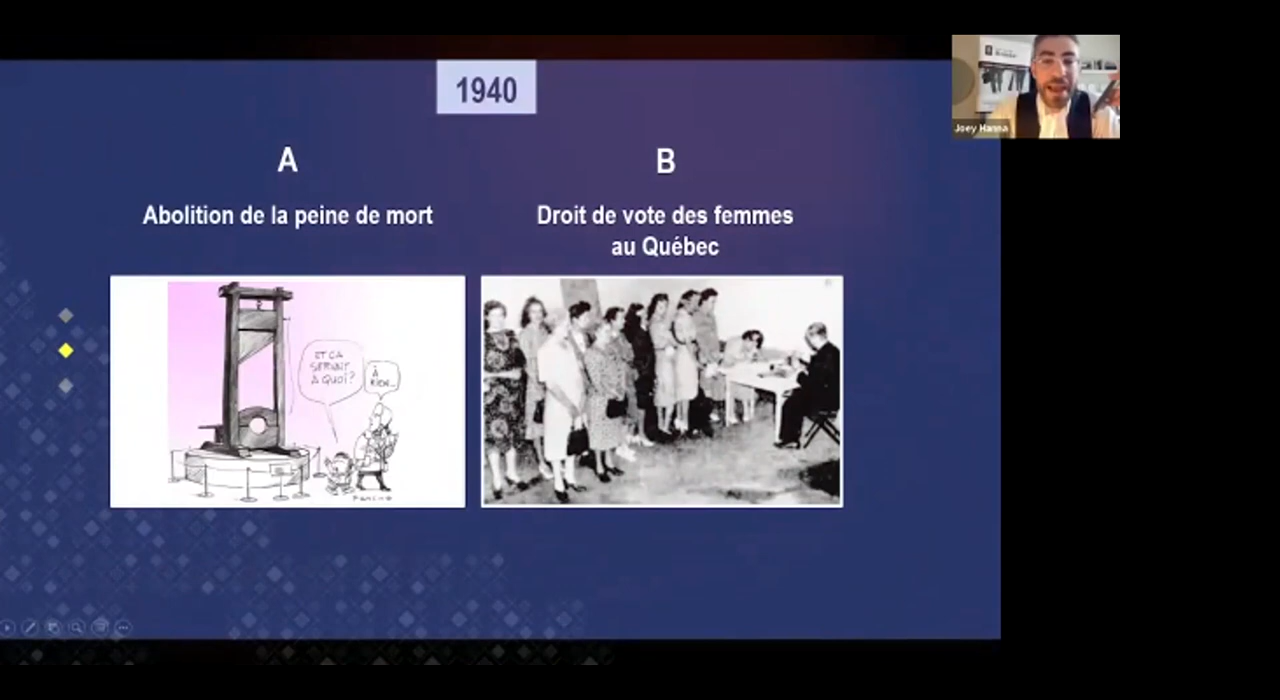 1940
A
B
Abolition de la peine de mort
Droit de vote des femmes
au Québec
ET ÇA
SERVAIT
À QUOI?
À
RIEN...
Joey Hanna